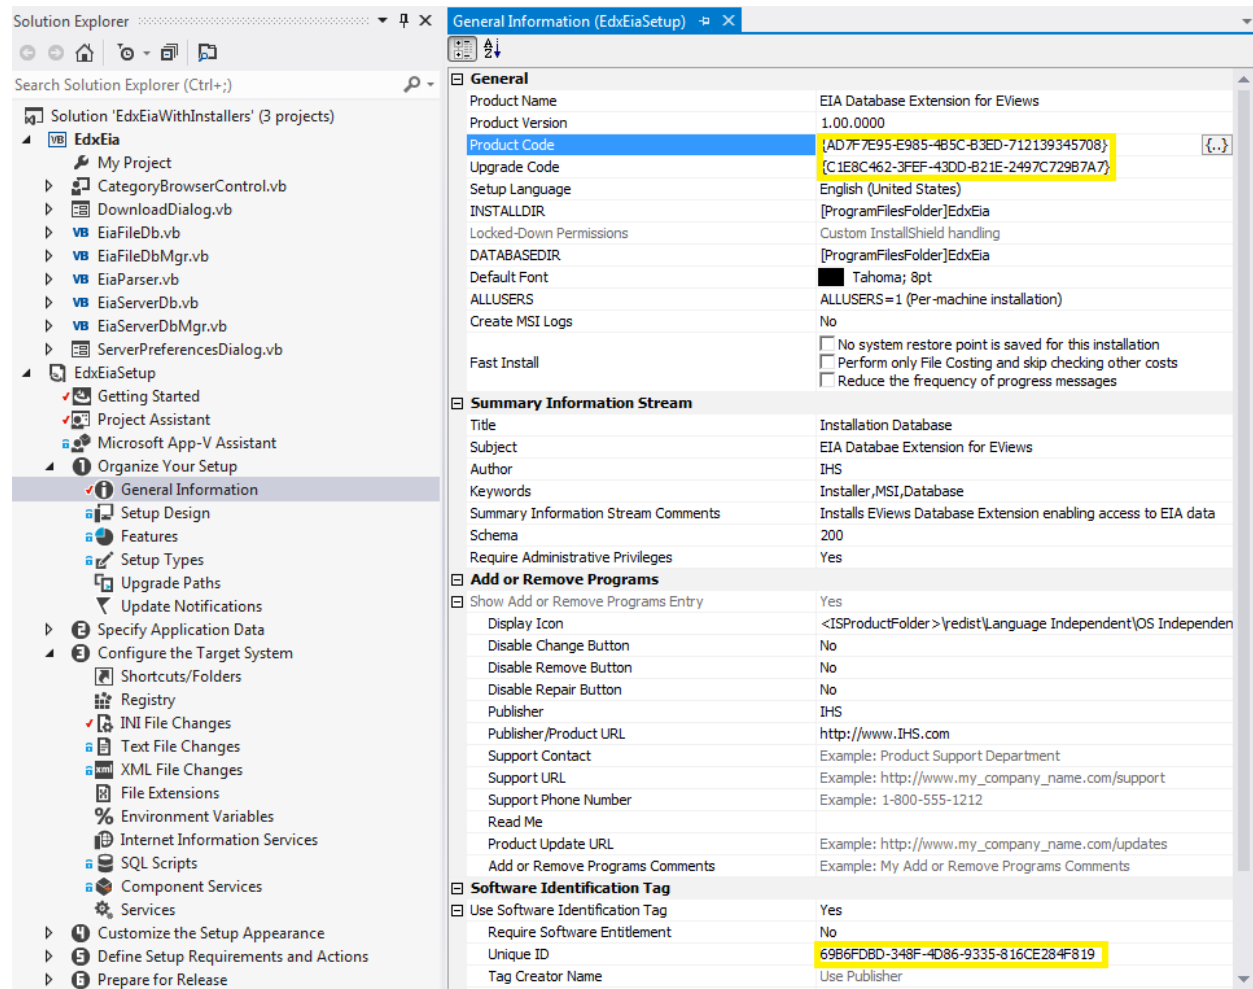 Solution Explorer
Search Solution Explorer (Ctrl+;)
Solution 'EdxEiaWithInstallers' (3 projects)
VB EdxEia
My Project
CategoryBrowserControl.vb
DownloadDialog.vb
VB EiaFileDb.vb
VB EiaFileDbMgr.vb
VB EiaParser.vb
VB EiaServerDb.vb
VB EiaServerDbMgr.vb
ServerPreferencesDialog.vb
EdxEiaSetup
Getting Started
Project Assistant
Microsoft App-V Assistant
1 Organize Your Setup
General Information
Setup Design
Features
Setup Types
Upgrade Paths
Update Notifications
2 Specify Application Data
3 Configure the Target System
Shortcuts/Folders
Registry
INI File Changes
Text File Changes
xml XML File Changes
File Extensions
Environment Variables
Internet Information Services
SQL Scripts
Component Services
Services
4 Customize the Setup Appearance
5 Define Setup Requirements and Actions
6 Prepare for Release
General Information (EdxEiaSetup)
General
Product Name EIA Database Extension for EViews
Product Version 1.00.0000
Product Code {AD7F7E95-E985-4B5C-B3ED-712139345708} {..}
Upgrade Code {C1E8C462-3FEF-43DD-B21E-2497C729B7A7}
Setup Language English (United States)
INSTALLDIR [ProgramFilesFolder]EdxEia
Locked-Down Permissions Custom InstallShield handling
DATABASEDIR [ProgramFilesFolder]EdxEia
Default Font Tahoma; 8pt
ALLUSERS ALLUSERS=1 (Per-machine installation)
Create MSI Logs No
No system restore point is saved for this installation
Fast Install Perform only File Costing and skip checking other costs
Reduce the frequency of progress messages
Summary Information Stream
Title Installation Database
Subject EIA Databae Extension for EViews
Author IHS
Keywords Installer,MSI,Database
Summary Information Stream Comments Installs EViews Database Extension enabling access to EIA data
Schema 200
Require Administrative Privileges Yes
Add or Remove Programs
Show Add or Remove Programs Entry Yes
Display Icon <ISProductFolder>\redist\Language Independent\OS Independen
Disable Change Button No
Disable Remove Button No
Disable Repair Button No
Publisher IHS
Publisher/Product URL http://www.IHS.com
Support Contact Example: Product Support Department
Support URL Example: http://www.my_company_name.com/support
Support Phone Number Example: 1-800-555-1212
Read Me
Product Update URL Example: http://www.my_company_name.com/updates
Add or Remove Programs Comments Example: My Add or Remove Programs Comments
Software Identification Tag
Use Software Identification Tag Yes
Require Software Entitlement No
Unique ID 69B6FDBD-348F-4D86-9335-816CE284F819
Tag Creator Name Use Publisher